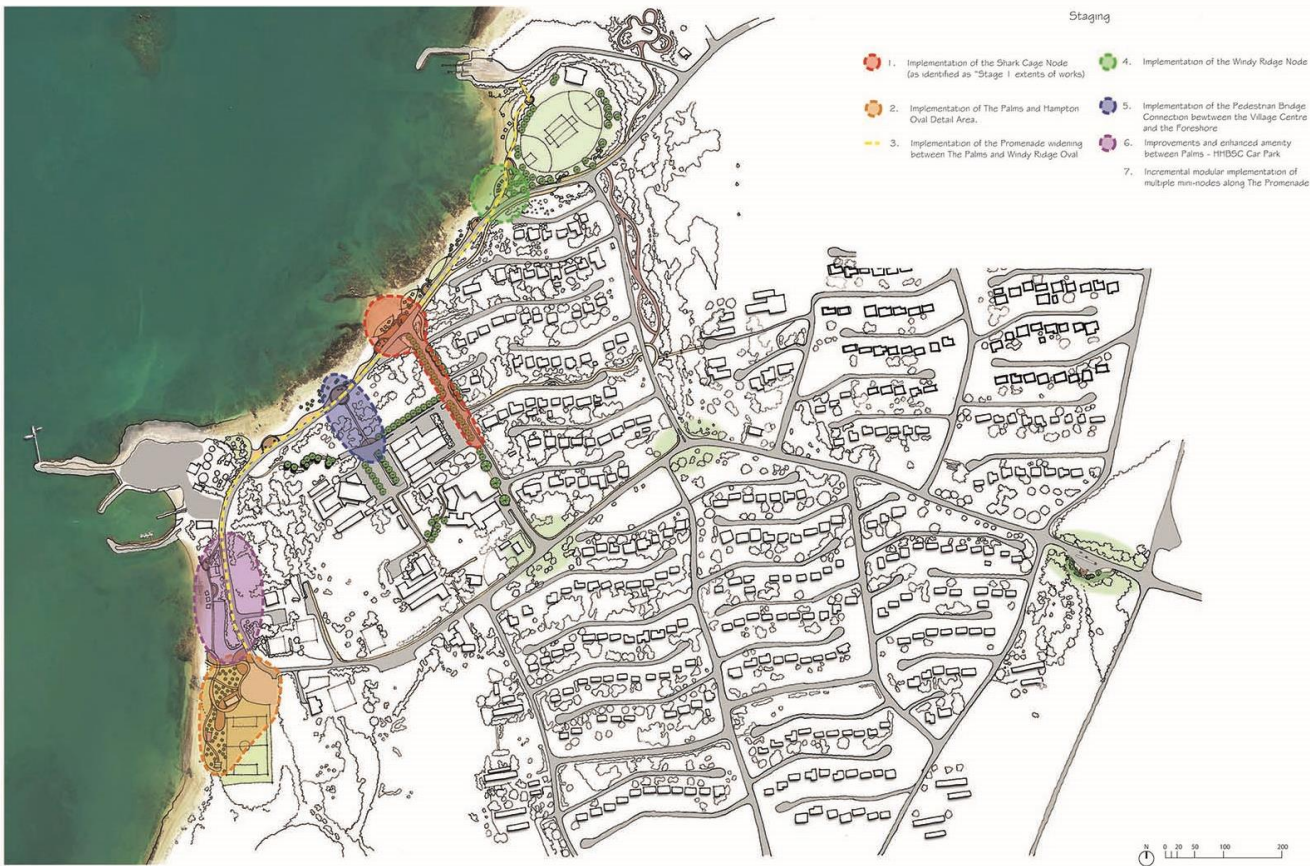 Staging
1. Implementation of the Shark Cage Node
(as identified as "Stage 1 extents of works)
2. Implementation of The Palms and Hampton
Oval Detail Area.
3. Implementation of the Promenade widening
between The Palms and Windy Ridge Oval
4. Implementation of the Windy Ridge Node
5. Implementation of the Pedestrian Bridge
Connection bewtween the Village Centre
and the Foreshore
6. Improvements and enhanced amenity
between Palms - HHBSC Car Park
7. Incremental modular implementation of
multiple mini-nodes along The Promenade
N
0 20 50 100 200